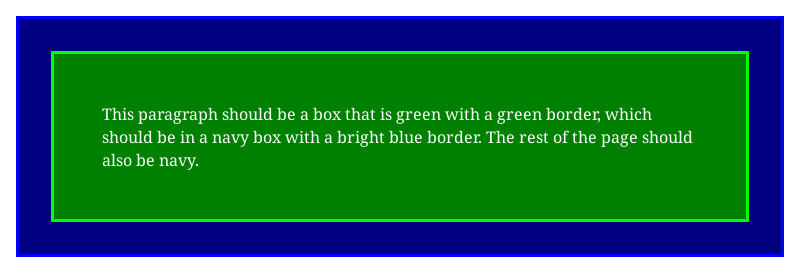 This paragraph should be a box that is green with a green border, which
should be in a navy box with a bright blue border. The rest of the page should
also be navy.